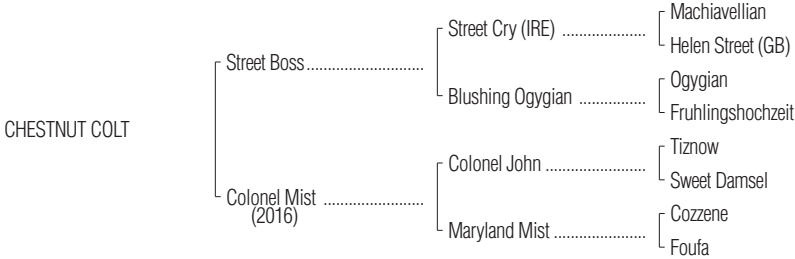 Machiavellian
Street Cry (IRE) ....................
Helen Street (GB)
Street Boss............................
Ogygian
Blushing Ogygian ................
Fruhlingshochzeit
CHESTNUT COLT
Tiznow
Colonel John ........................
Sweet Damsel
Colonel Mist ........................
(2016)
Cozzene
Maryland Mist ......................
Foufa